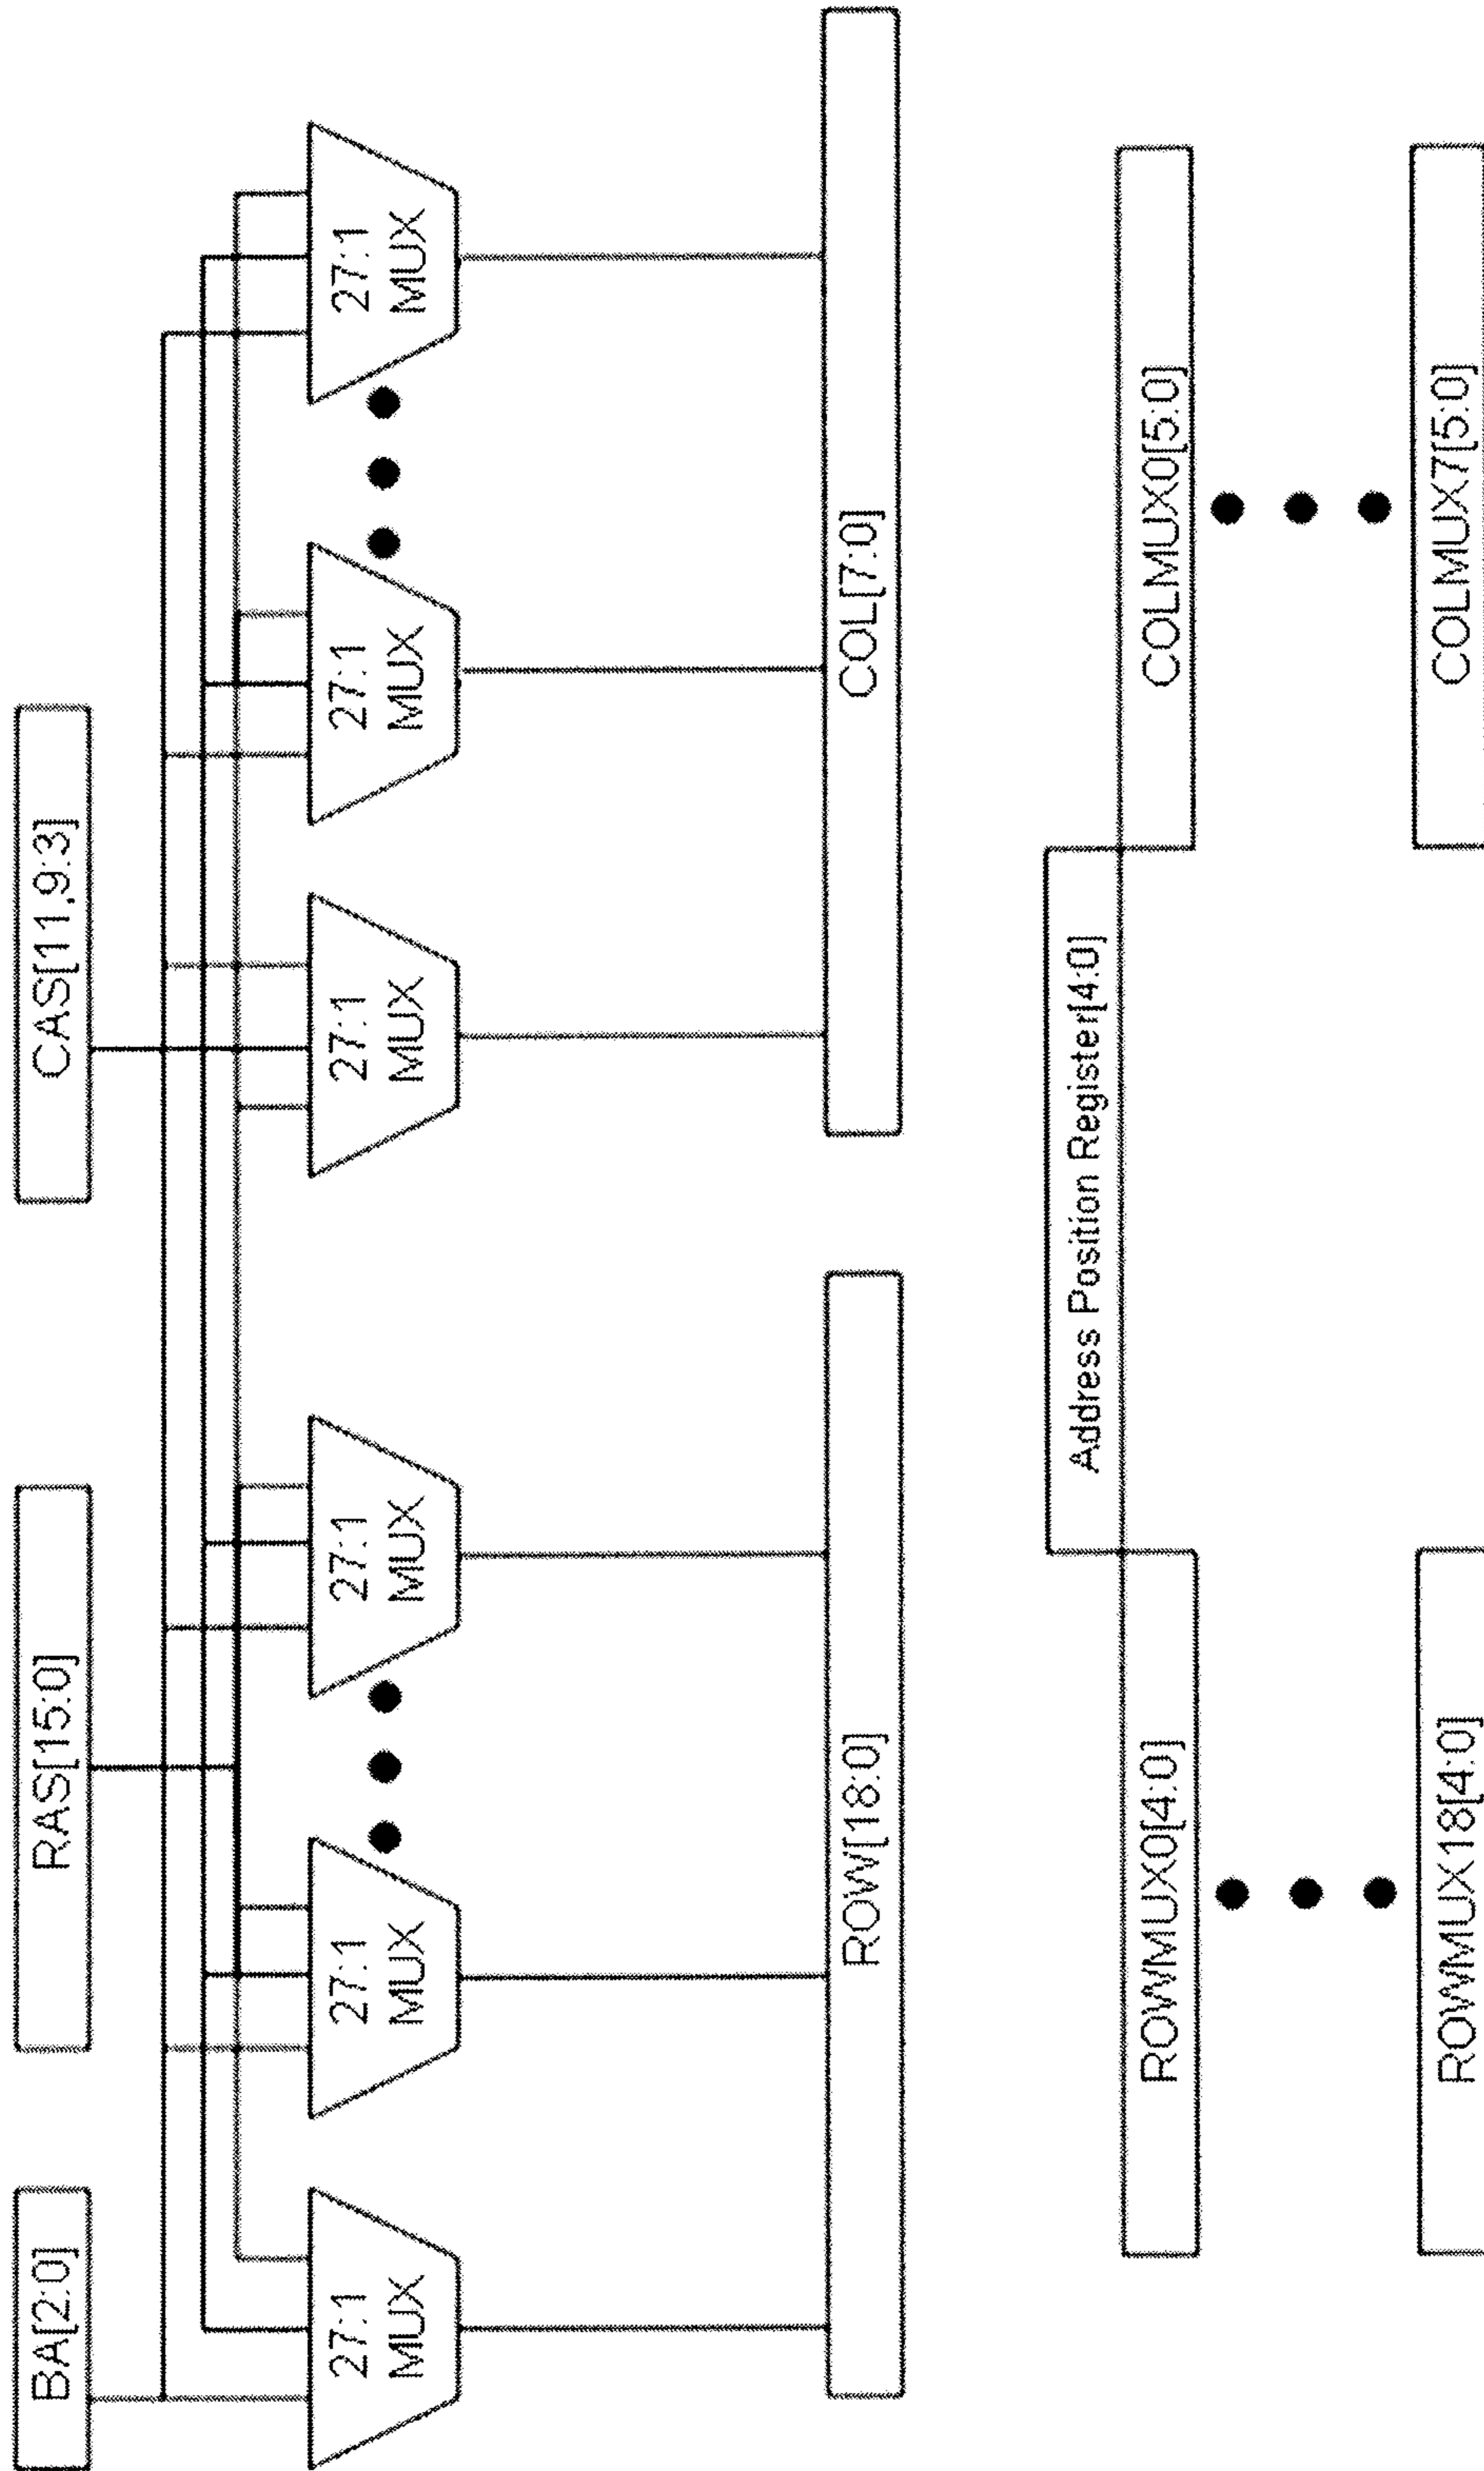 BA[2:0]
RAS[15:0]
CAS[11,9:3]
27:1
MUX
27:1
MUX
27:1
MUX
27:1
MUX
27:1
MUX
27:1
MUX
ROW[18:0]
COL[7:0]
Address Position Register[4:0]
ROWMUX0[4:0]
COLMUX0[5:0]
ROWMUX18[4:0]
COLMUX7[5:0]